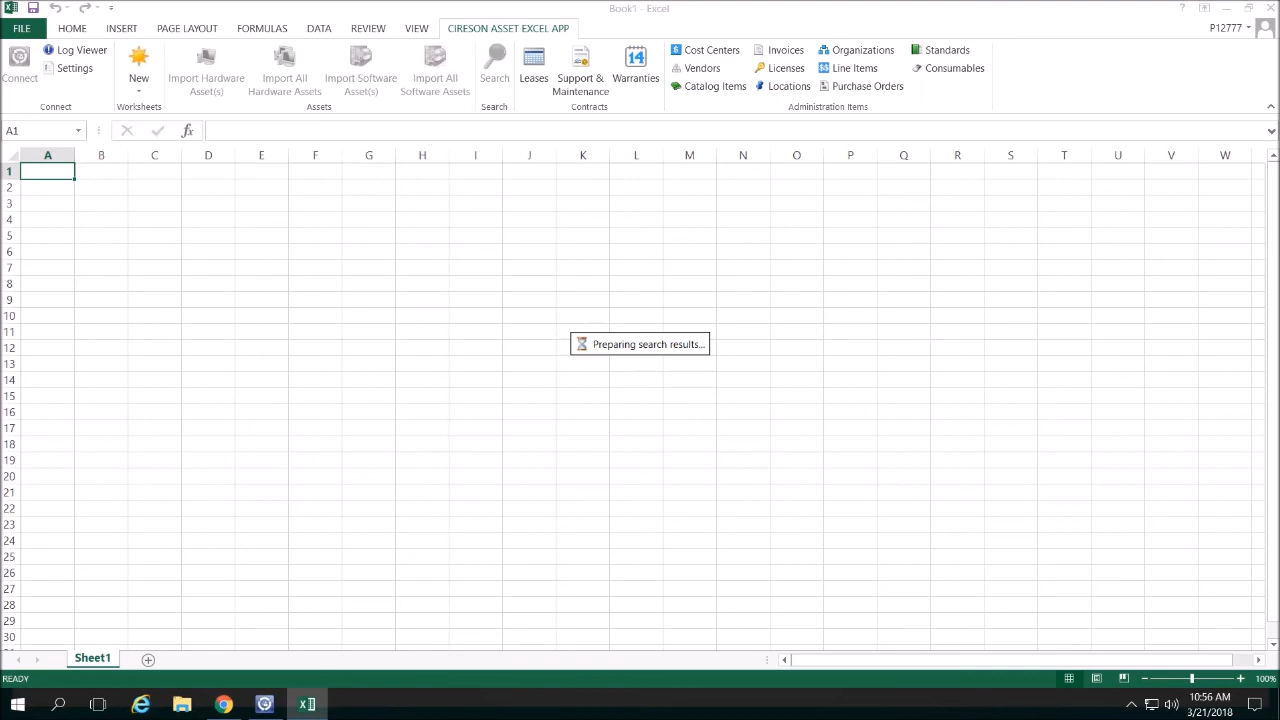 Book1 - Excel
FILE HOME INSERT PAGE LAYOUT FORMULAS DATA REVIEW VIEW CIRESON ASSET EXCEL APP P12777
Connect
Log Viewer
Settings
Connect
New
Worksheets
Import Hardware
Asset(s)
Import All
Hardware Assets
Import Software
Asset(s)
Import All
Software Assets
Assets
Search
Search
Leases
Support &
Maintenance
Warranties
Contracts
Cost Centers Invoices Organizations Standards
Vendors Licenses Line Items Consumables
Catalog Items Locations Purchase Orders
Administration Items
14
A1
fx
A B C D E F G H I J K L M N O P Q R S T U V W
1
2
3
4
5
6
7
8
9
10
11
12
13
14
15
16
17
18
19
20
21
22
23
24
25
26
27
28
29
30
Preparing search results...
Sheet1
READY
100%
10:56 AM
3/21/2018